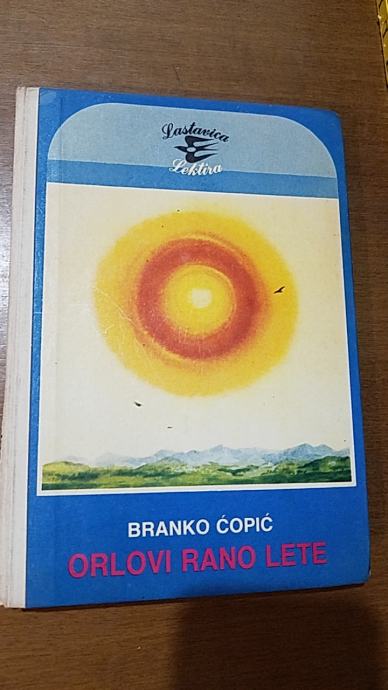 Lastavica
Lektira
BRANKO ĆOPIĆ
ORLOVI RANO LETE